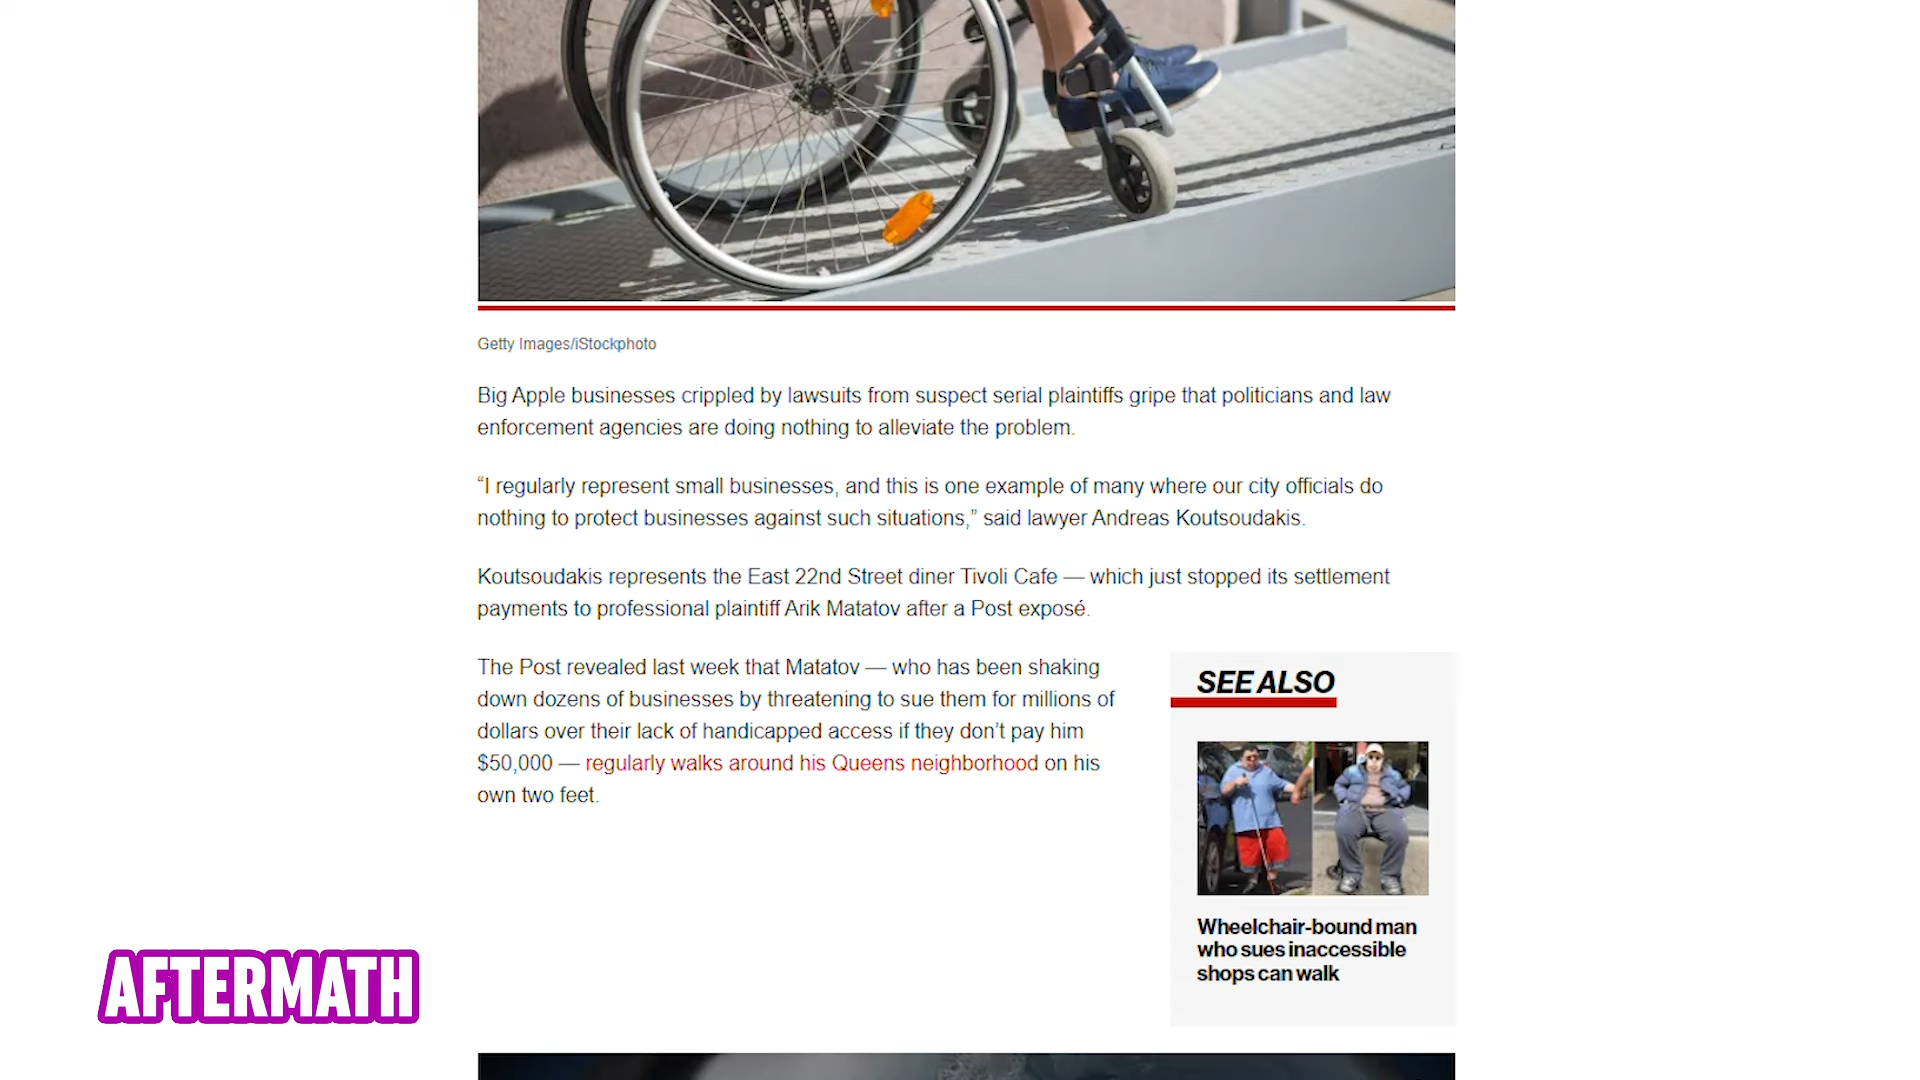 Getty Images/iStockphoto
Big Apple businesses crippled by lawsuits from suspect serial plaintiffs gripe that politicians and law
enforcement agencies are doing nothing to alleviate the problem.
“I regularly represent small businesses, and this is one example of many where our city officials do
nothing to protect businesses against such situations,” said lawyer Andreas Koutsoudakis.
Koutsoudakis represents the East 22nd Street diner Tivoli Cafe — which just stopped its settlement
payments to professional plaintiff Arik Matatov after a Post exposé.
The Post revealed last week that Matatov — who has been shaking
down dozens of businesses by threatening to sue them for millions of
dollars over their lack of handicapped access if they don’t pay him
$50,000 — regularly walks around his Queens neighborhood on his
own two feet.
SEE ALSO
Wheelchair-bound man
who sues inaccessible
shops can walk
AFTERMATH